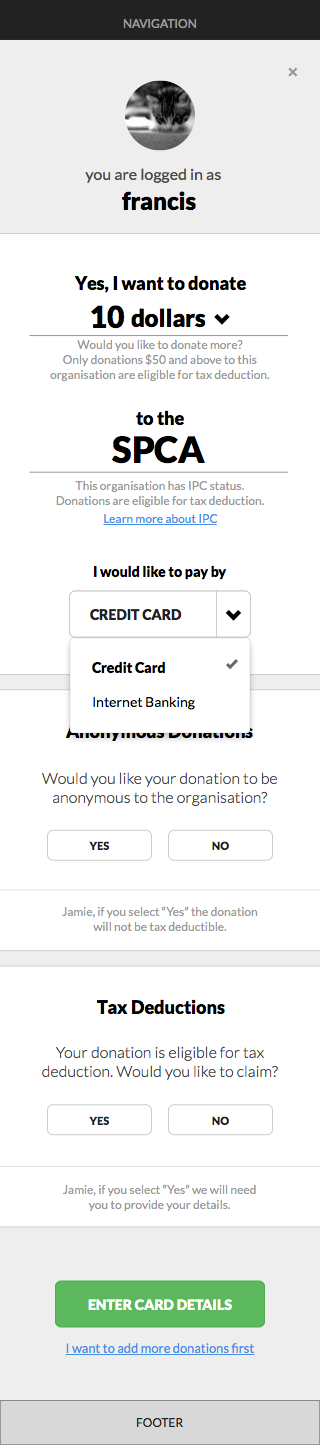 NAVIGATION
×
you are logged in as
francis
Yes, I want to donate
10 dollars
Would you like to donate more?
Only donations $50 and above to this
organisation are eligible for tax deduction.
to the
SPCA
This organisation has IPC status.
Donations are eligible for tax deduction.
Learn more about IPC
I would like to pay by
CREDIT CARD
Credit Card
Internet Banking
Anonymous Donations
Would you like your donation to be
anonymous to the organisation?
YES NO
Jamie, if you select “Yes” the donation
will not be tax deductible.
Tax Deductions
Your donation is eligible for tax
deduction. Would you like to claim?
YES NO
Jamie, if you select “Yes” we will need
you to provide your details.
ENTER CARD DETAILS
I want to add more donations first
FOOTER